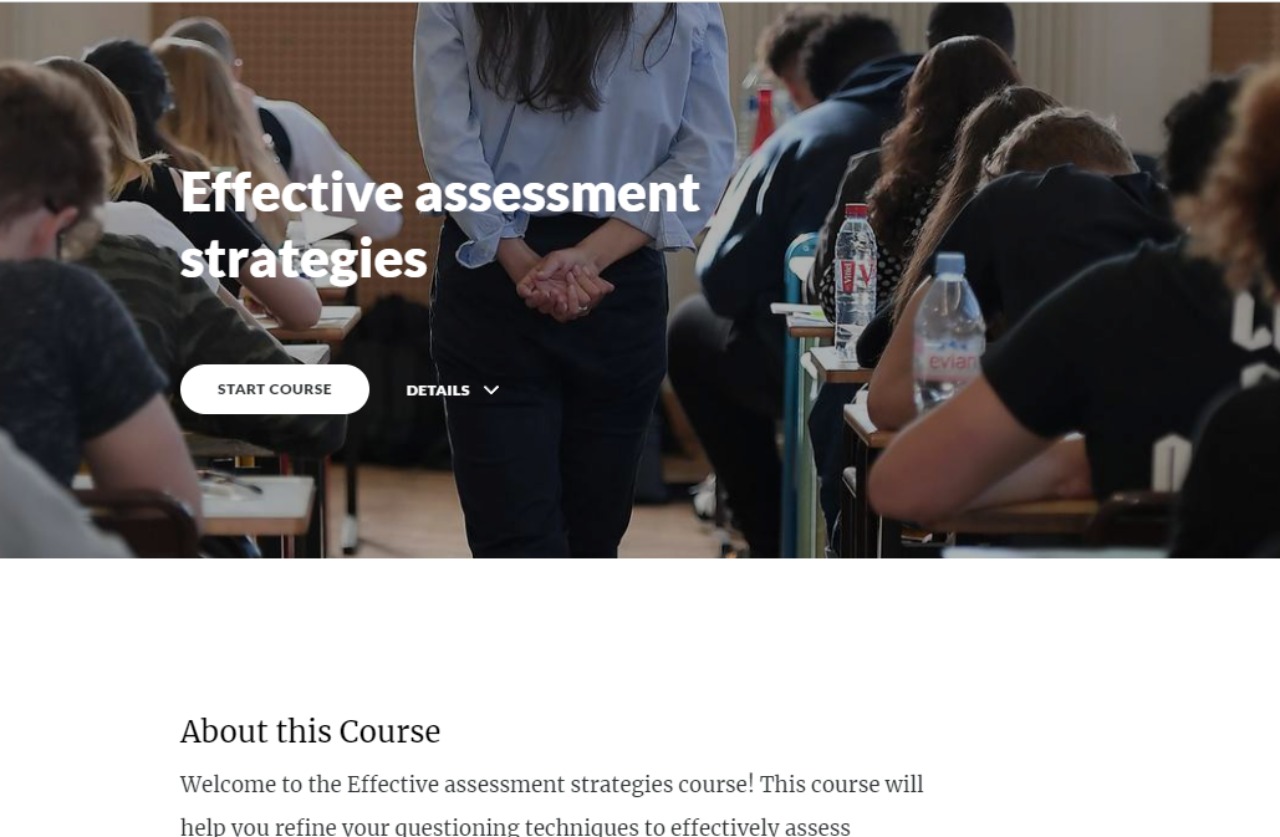 Effective assessment
strategies
Vittel
evian
START COURSE
DETAILS
About this Course
Welcome to the Effective assessment strategies course! This course will
help you refine your questioning techniques to effectively assess